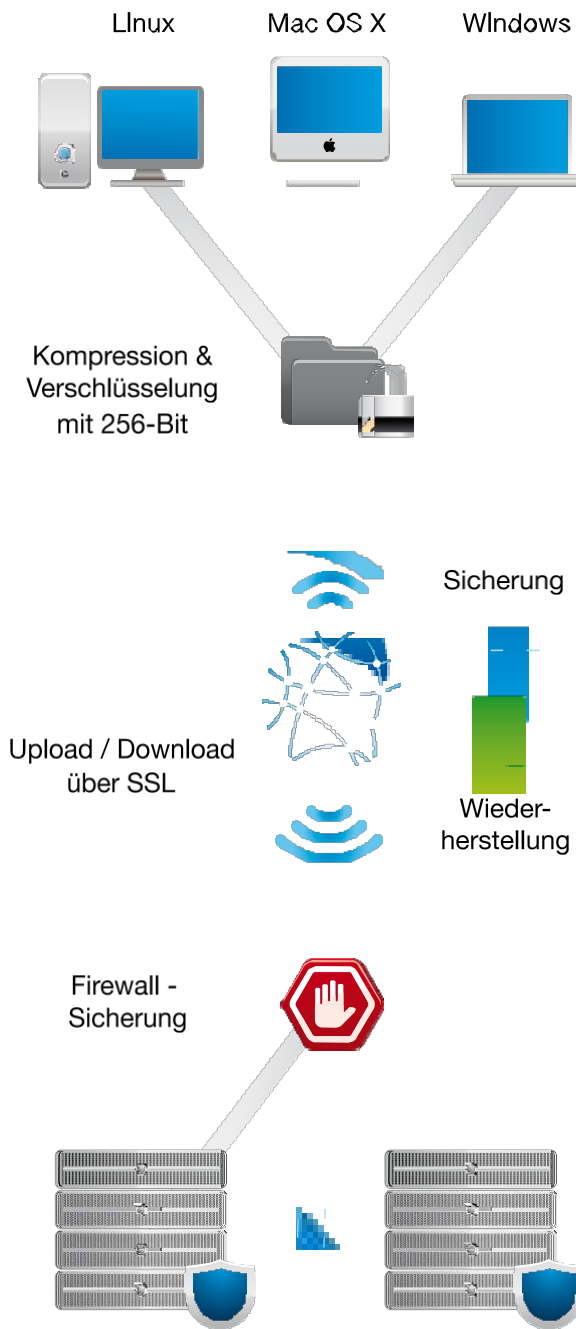 LInux
Mac OS X
WIndows
Kompression &
Verschlüsselung
mit 256-Bit
Sicherung
Upload / Download
über SSL
Wieder-
herstellung
Firewall -
Sicherung